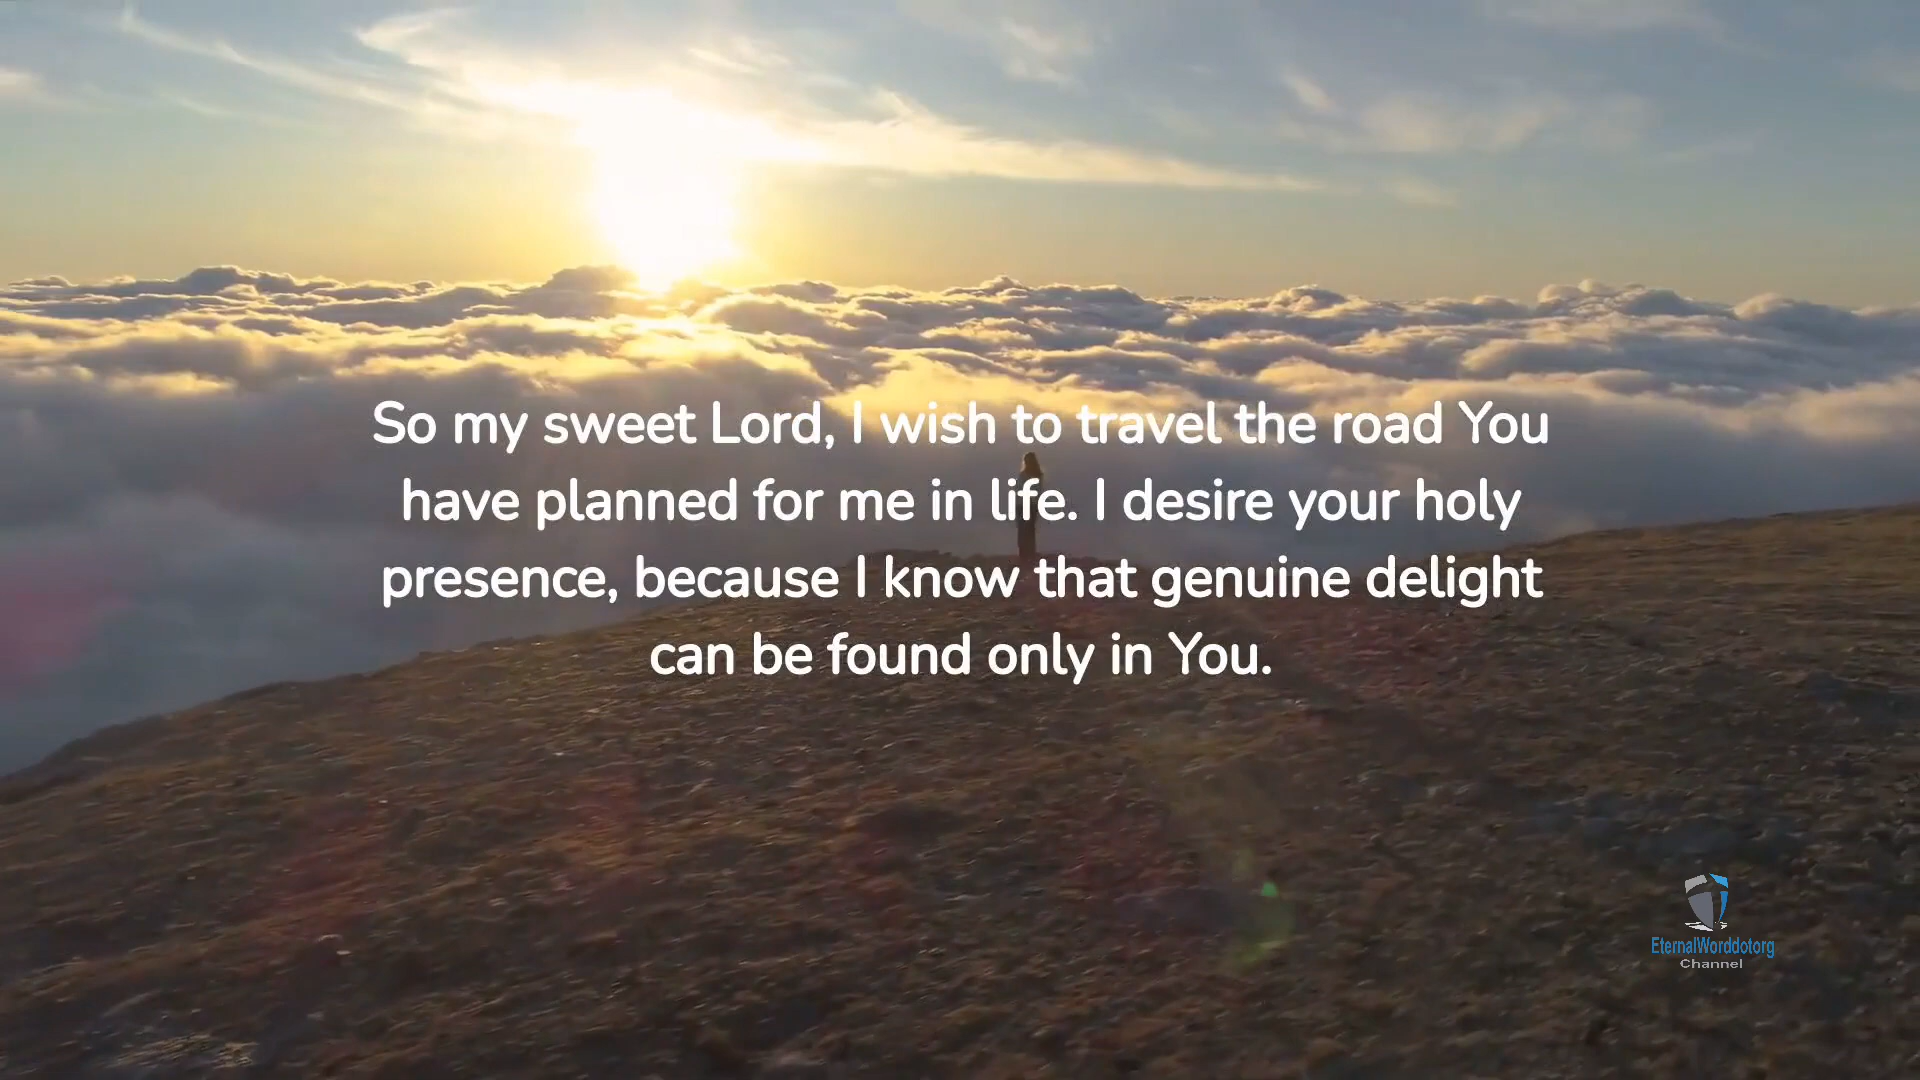 So my sweet Lord, I wish to travel the road You
have planned for me in life. I desire your holy
presence, because I know that genuine delight
can be found only in You.
EternalWorddotorg
Channel